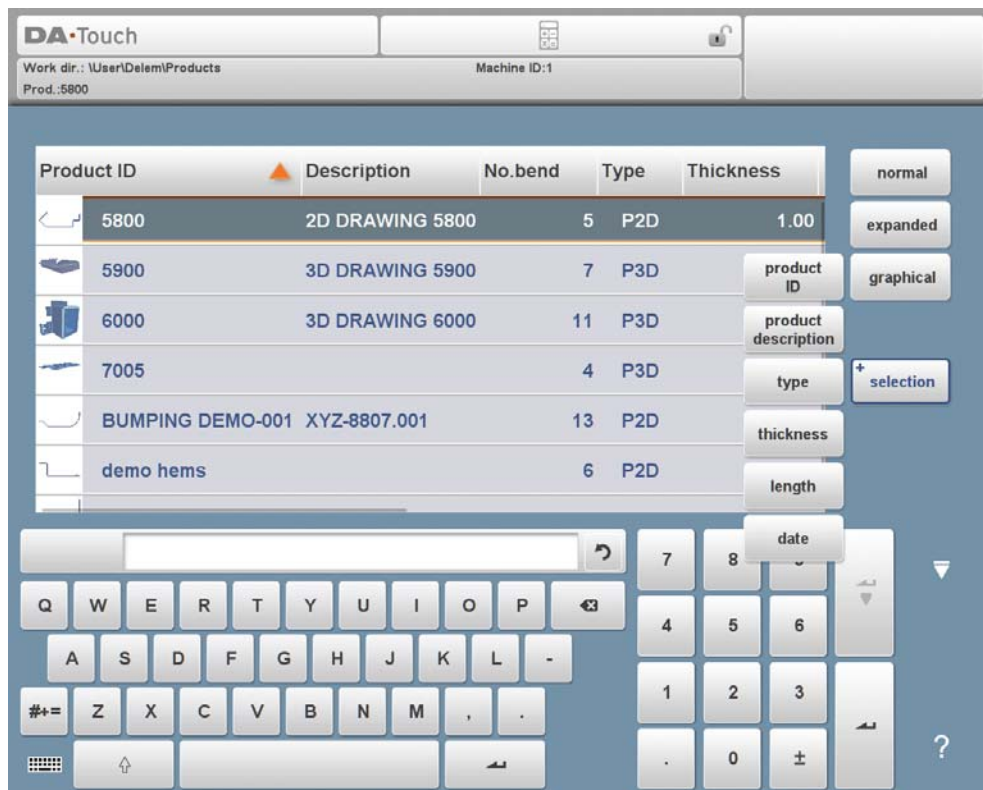 DA·Touch
Work dir.: \User\Delem\Products Machine ID:1
Prod.:5800
Product ID Description No.bend Type Thickness
5800 2D DRAWING 5800 5 P2D 1.00
5900 3D DRAWING 5900 7 P3D
6000 3D DRAWING 6000 11 P3D
7005 4 P3D
BUMPING DEMO-001 XYZ-8807.001 13 P2D
demo hems 6 P2D
product
ID
product
description
type
thickness
length
date
normal
expanded
graphical
+
selection
7 8
Q W E R T Y U I O P
4 5 6
A S D F G H J K L -
1 2 3
#+= Z X C V B N M , .
. 0 ±
?